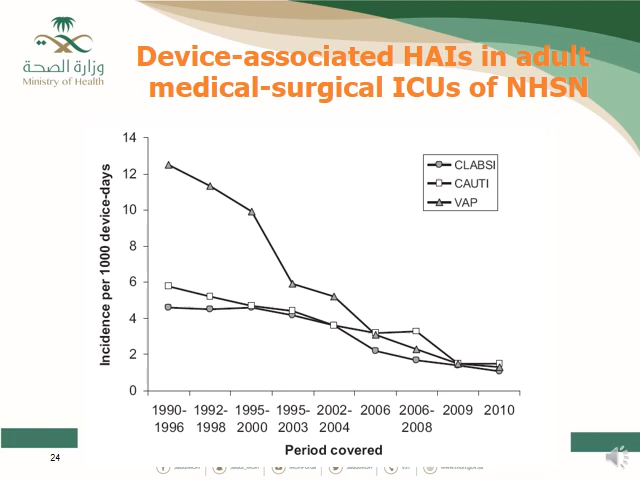 وزارة الصحة
Ministry of Health
Device-associated HAIs in adult
medical-surgical ICUs of NHSN
14
12
10
8
6
4
2
0
Incidence per 1000 device-days
CLABSI
CAUTI
VAP
1990-
1996
1992-
1998
1995-
2000
1995-
2003
2002-
2004
2006
2006-
2008
2009
2010
Period covered
24